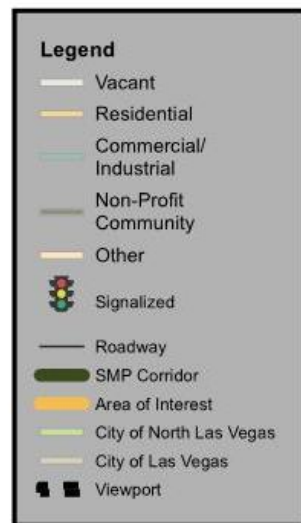 Legend
Vacant
Residential
Commercial/
Industrial
Non-Profit
Community
Other
Signalized
Roadway
SMP Corridor
Area of Interest
City of North Las Vegas
City of Las Vegas
Viewport